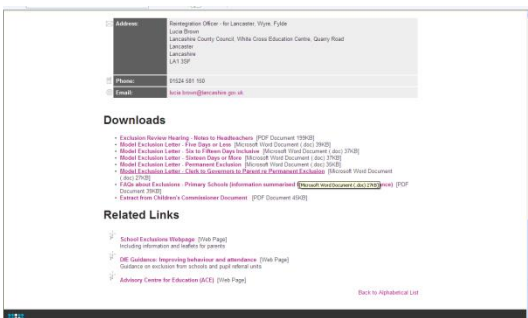 Address: Reintegration Officer - for Lancaster, Wyre, Fylde
Lucia Brown
Lancashire County Council, White Cross Education Centre, Quarry Road
Lancaster
Lancashire
LA1 3SF
Phone: 01524 581 150
Email: lucia.brown@lancashire.gov.uk
Downloads
Exclusion Review Hearing - Notes to Headteachers [PDF Document 199KB]
Model Exclusion Letter - Five Days or Less [Microsoft Word Document (.doc) 39KB]
Model Exclusion Letter - Six to Fifteen Days Inclusive [Microsoft Word Document (.doc) 37KB]
Model Exclusion Letter - Sixteen Days or More [Microsoft Word Document (.doc) 37KB]
Model Exclusion Letter - Permanent Exclusion [Microsoft Word Document (.doc) 35KB]
Model Exclusion Letter - Clerk to Governors to Parent re Permanent Exclusion [Microsoft Word Document
(.doc) 27KB]
FAQs about Exclusions - Primary Schools (information summarised Microsoft Word Document (.doc) 27KB ance) [PDF
Document 39KB]
Extract from Children's Commissioner Document [PDF Document 45KB]
Related Links
School Exclusions Webpage [Web Page]
Including information and leaflets for parents
DfE Guidance: Improving behaviour and attendance [Web Page]
Guidance on exclusion from schools and pupil referral units
Advisory Centre for Education (ACE) [Web Page]
Back to Alphabetical List